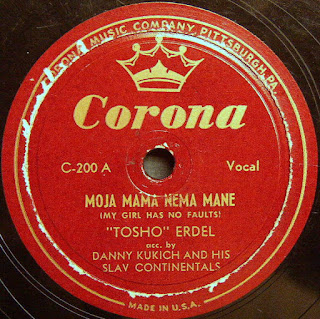 CORONA MUSIC COMPANY, PITTSBURGH, PA.
Corona
C-200 A Vocal
MOJA MAMA NEMA MANE
(MY GIRL HAS NO FAULTS)
"TOSHO" ERDEL
acc. by
DANNY KUKICH AND HIS
SLAV CONTINENTALS
MADE IN U.S.A.